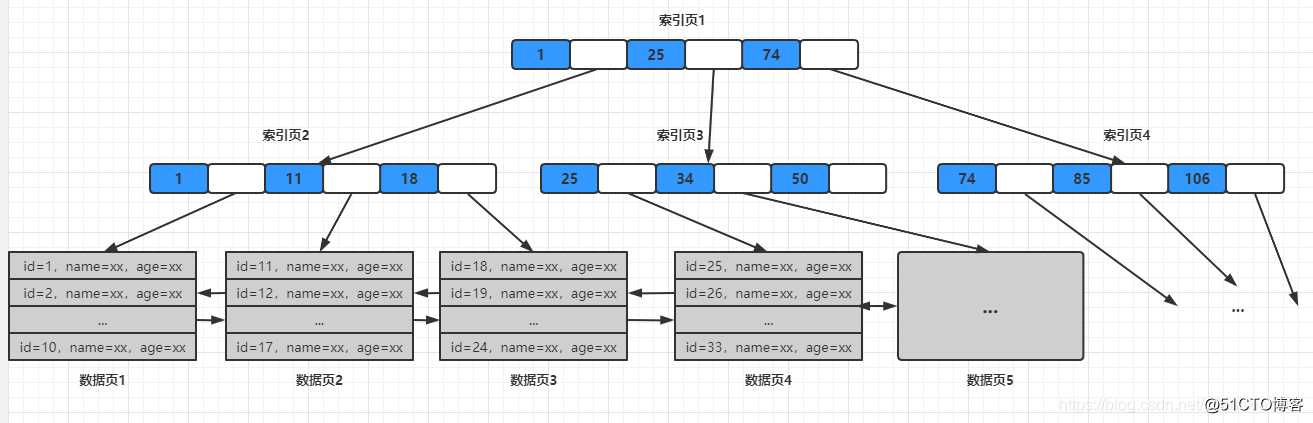 索引页1
1 25 74
索引页2 索引页3 索引页4
1 11 18 25 34 50 74 85 106
id=1，name=xx，age=xx id=11，name=xx，age=xx id=18，name=xx，age=xx id=25，name=xx，age=xx
id=2，name=xx，age=xx id=12，name=xx，age=xx id=19，name=xx，age=xx id=26，name=xx，age=xx
... ... ... ... ... ...
id=10，name=xx，age=xx id=17，name=xx，age=xx id=24，name=xx，age=xx id=33，name=xx，age=xx
数据页1 数据页2 数据页3 数据页4 数据页5
https://blog.csdn.net/ @51CTO博客